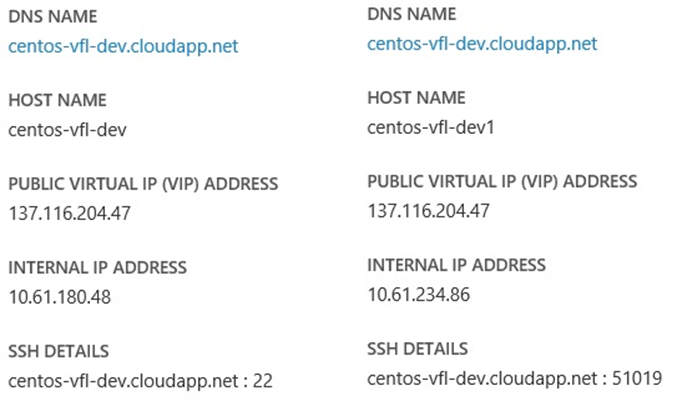 DNS NAME
centos-vfl-dev.cloudapp.net
HOST NAME
centos-vfl-dev
PUBLIC VIRTUAL IP (VIP) ADDRESS
137.116.204.47
INTERNAL IP ADDRESS
10.61.180.48
SSH DETAILS
centos-vfl-dev.cloudapp.net : 22
DNS NAME
centos-vfl-dev.cloudapp.net
HOST NAME
centos-vfl-dev1
PUBLIC VIRTUAL IP (VIP) ADDRESS
137.116.204.47
INTERNAL IP ADDRESS
10.61.234.86
SSH DETAILS
centos-vfl-dev.cloudapp.net : 51019